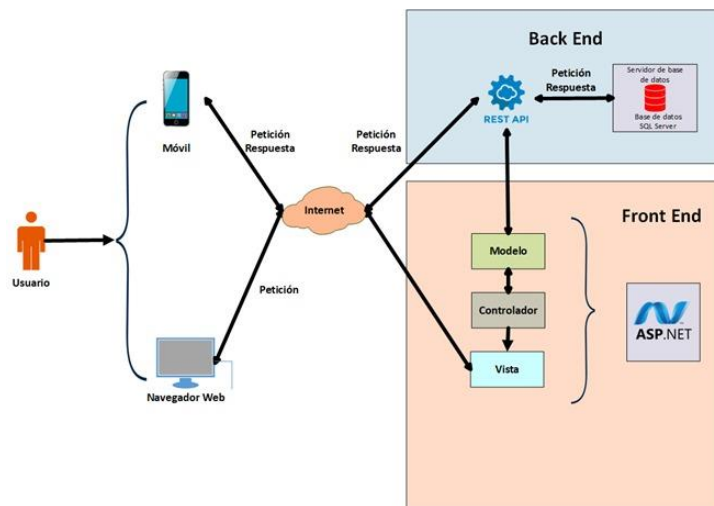 Back End
Petición
Respuesta
Servidor de base
de datos
REST API
Base de datos
SQL Server
Móvil
Petición
Respuesta
Petición
Respuesta
Internet
Front End
Usuario
Modelo
Petición
Controlador
ASP.NET
Vista
Navegador Web